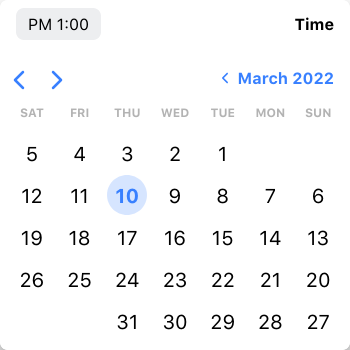 PM 1:00 Time
March 2022
SAT FRI THU WED TUE MON SUN
5 4 3 2 1
12 11 10 9 8 7 6
19 18 17 16 15 14 13
26 25 24 23 22 21 20
31 30 29 28 27